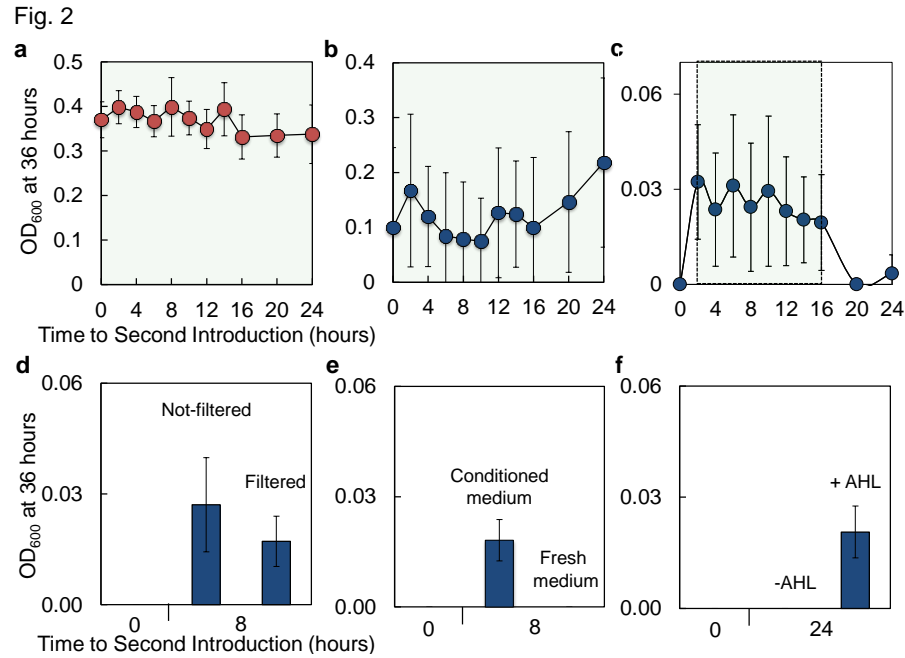 Fig. 2
a
b
c
0.5
0.4
0.3
0.2
0.1
0
OD600 at 36 hours
0 4 8 12 16 20 24
0.4
0.3
0.2
0.1
0
0 4 8 12 16 20 24
0.06
0.03
0
0 4 8 12 16 20 24
Time to Second Introduction (hours)
d
e
f
0.06
0.03
0.00
OD600 at 36 hours
Not-filtered
Filtered
0 8
0.06
0.03
0.00
Conditioned
medium
Fresh
medium
0 8
0.06
0.03
0.00
+ AHL
-AHL
0 24
Time to Second Introduction (hours)